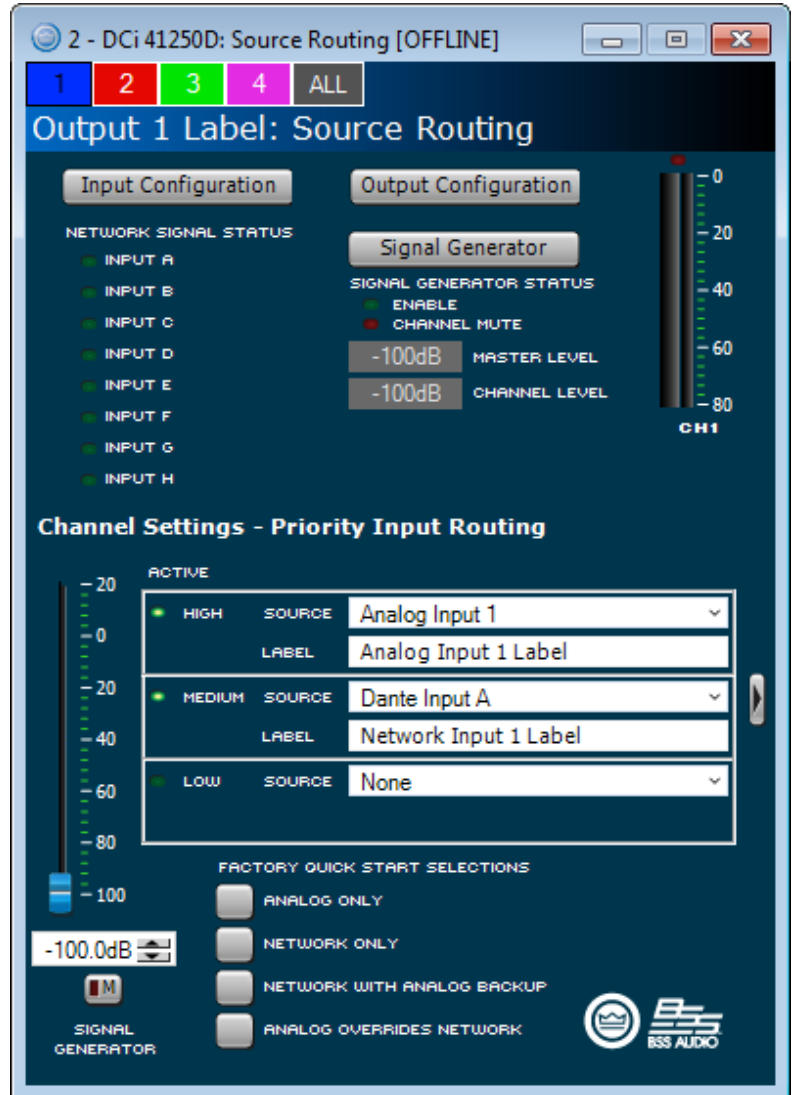 2 - DCi 41250D: Source Routing [OFFLINE]
1 2 3 4 ALL
Output 1 Label: Source Routing
Input Configuration
Output Configuration
NETWORK SIGNAL STATUS
INPUT A
INPUT B
INPUT C
INPUT D
INPUT E
INPUT F
INPUT G
INPUT H
Signal Generator
SIGNAL GENERATOR STATUS
ENABLE
CHANNEL MUTE
-100dB MASTER LEVEL
-100dB CHANNEL LEVEL
0
20
40
60
80
CH1
Channel Settings - Priority Input Routing
20
0
20
40
60
80
100
-100.0dB
M
SIGNAL
GENERATOR
ACTIVE
HIGH SOURCE Analog Input 1
LABEL Analog Input 1 Label
MEDIUM SOURCE Dante Input A
LABEL Network Input 1 Label
LOW SOURCE None
FACTORY QUICK START SELECTIONS
ANALOG ONLY
NETWORK ONLY
NETWORK WITH ANALOG BACKUP
ANALOG OVERRIDES NETWORK
BSS
BSS AUDIO